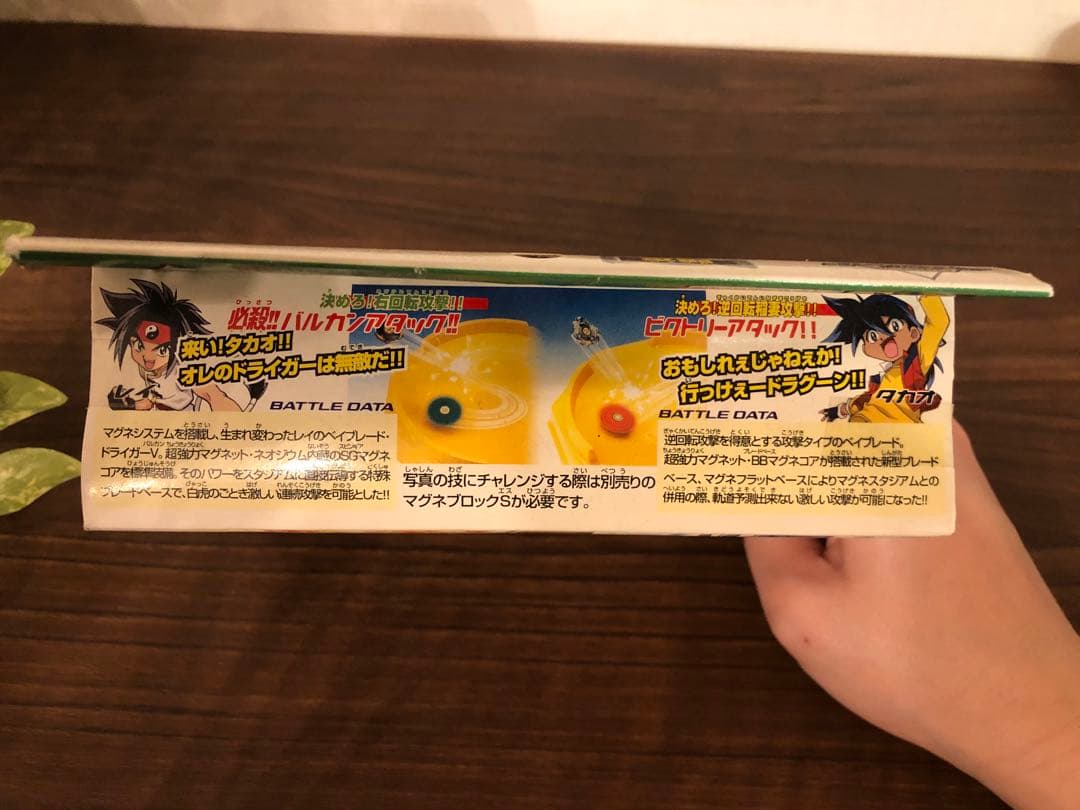 決めろ!右回転攻撃!!
必殺!!バルカンアタック!!
来い!タカオ!!
オレのドライガーは無敵だ!!
BATTLE DATA
マグネシステムを搭載し、生まれ変わったレイのベイブレード・
ドライガーV。超強力マグネット・ネオジウム内蔵のSGマグネ
コアを標準装備。そのパワーをスタジアムに直接伝導する特殊
ブレードベースで、白虎のごとき激しい連続攻撃を可能とした!!
写真の技にチャレンジする際は別売りの
マグネブロックSが必要です。
決めろ!逆回転相要攻撃!!
ビクトリーアタック!!
おもしれぇじゃねぇか!
行っけえードラグーン!!
タカオ
BATTLE DATA
逆回転攻撃を得意とする攻撃タイプのベイブレード。
超強力マグネット・BBマグネコアが搭載された新型ブレード
ベース、マグネフラットベースによりマグネスタジアムとの
併用の際、軌道予測出来ない激しい攻撃が可能になった!!